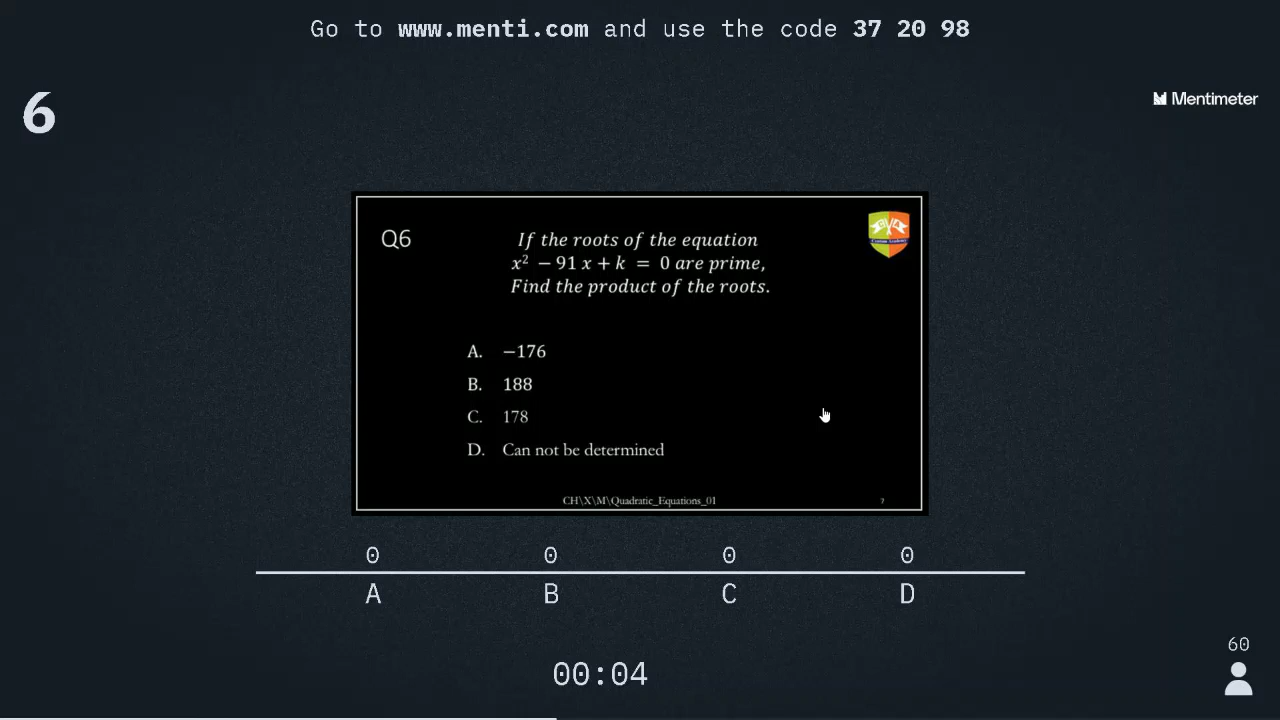 Go to www.menti.com and use the code 37 20 98
6
Mentimeter
Q6
If the roots of the equation
x² − 91 x + k = 0 are prime,
Find the product of the roots.
A. −176
B. 188
C. 178
D. Can not be determined
CH\X\M\Quadratic_Equations_01
7
0 0 0 0
A B C D
00:04
60